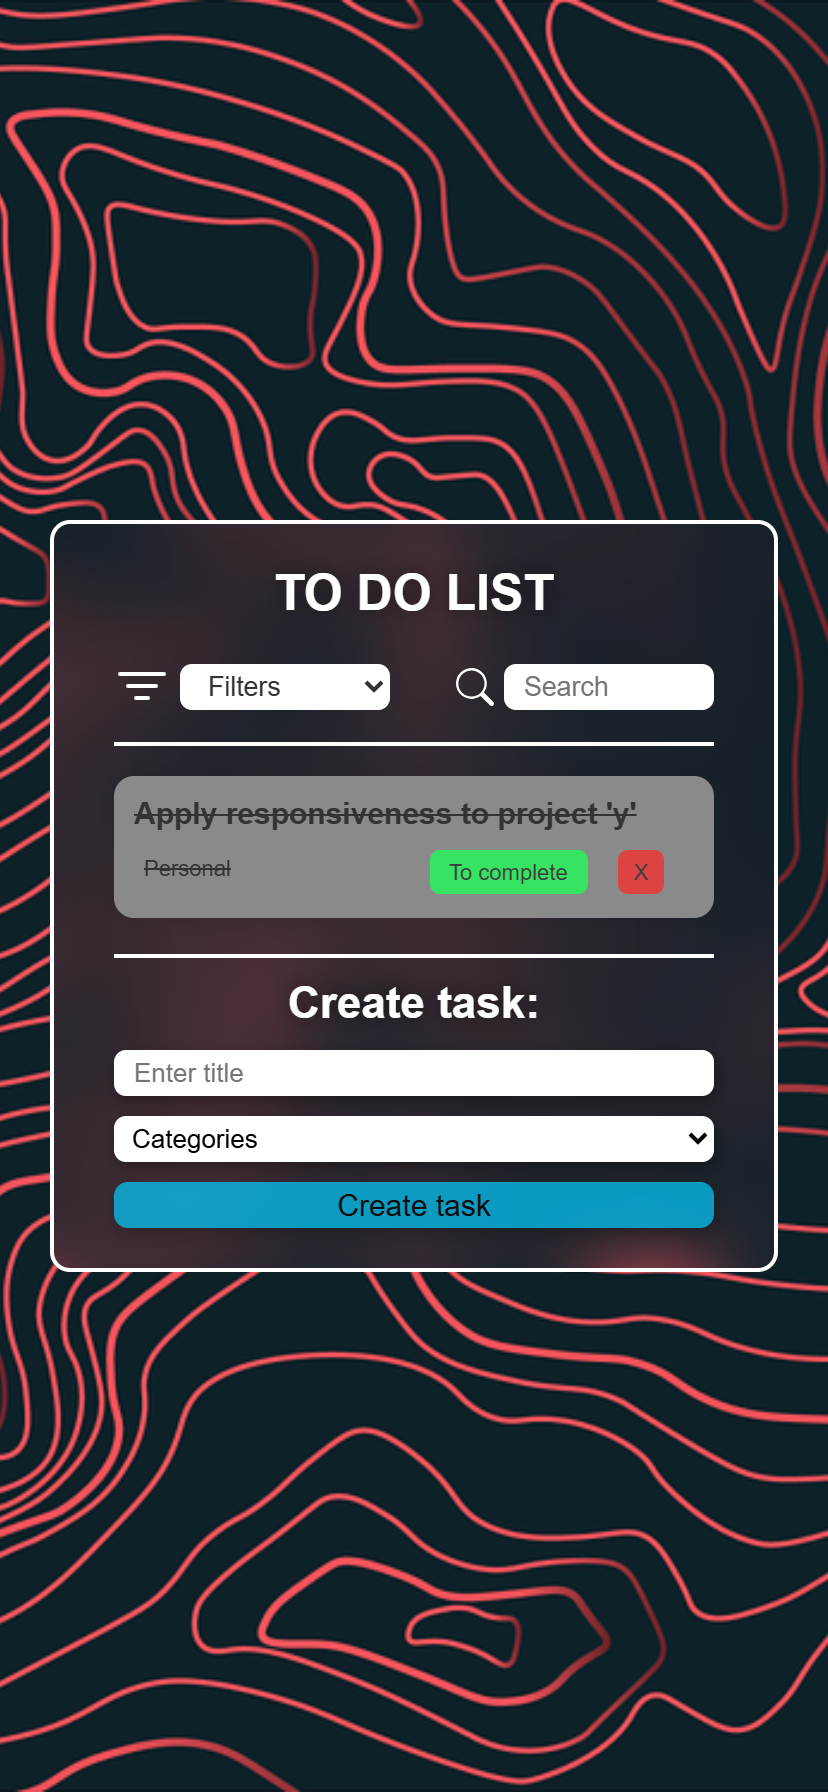 TO DO LIST
Filters
Search
Apply responsiveness to project 'y'
Personal
To complete
X
Create task:
Enter title
Categories
Create task